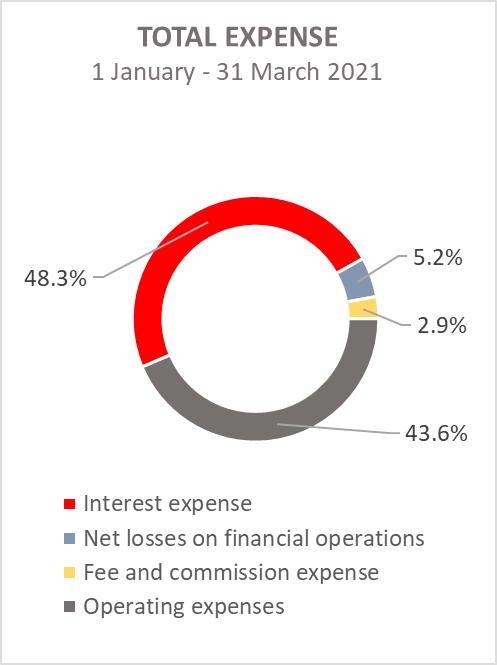 TOTAL EXPENSE
1 January - 31 March 2021
48.3%
5.2%
2.9%
43.6%
Interest expense
Net losses on financial operations
Fee and commission expense
Operating expenses